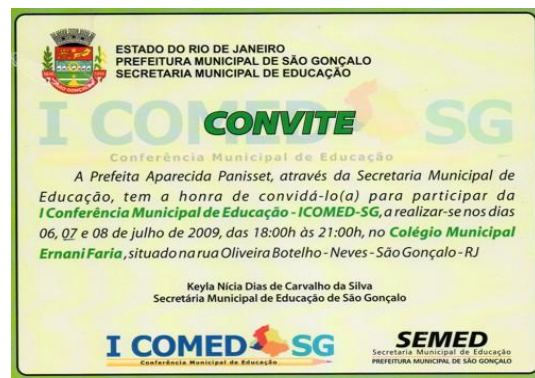 ESTADO DO RIO DE JANEIRO
PREFEITURA MUNICIPAL DE SÃO GONÇALO
SECRETARIA MUNICIPAL DE EDUCAÇÃO
I COMED SG
CONVITE
Conferência Municipal de Educação
A Prefeita Aparecida Panisset, através da Secretaria Municipal de
Educação, tem a honra de convidá-lo(a) para participar da
I Conferência Municipal de Educação - ICOMED-SG, a realizar-se nos dias
06, 07 e 08 de julho de 2009, das 18:00h às 21:00h, no Colégio Municipal
Ernani Faria, situado na rua Oliveira Botelho - Neves - São Gonçalo - RJ
Keyla Nícia Dias de Carvalho da Silva
Secretária Municipal de Educação de São Gonçalo
I COMED SG
Conferência Municipal de Educação
SEMED
Secretaria Municipal de Educação
PREFEITURA MUNICIPAL DE SÃO GONÇALO